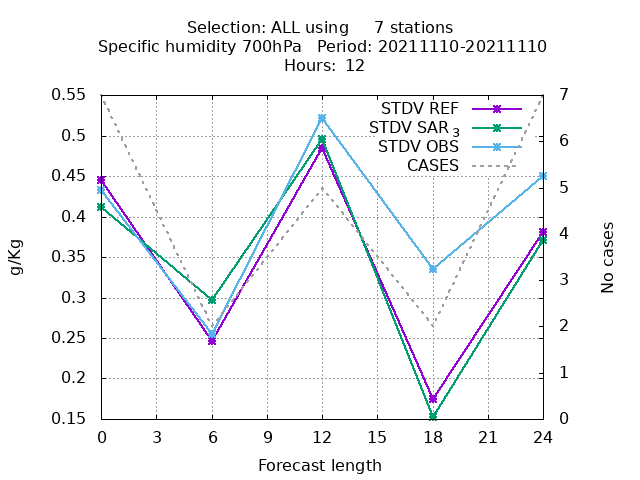 Selection: ALL using 7 stations
Specific humidity 700hPa Period: 20211110-20211110
Hours: 12
0.55
0.5
0.45
0.4
0.35
0.3
0.25
0.2
0.15
g/Kg
STDV REF
STDV SAR3
STDV OBS
CASES
7
6
5
4
3
2
1
0
No cases
0 3 6 9 12 15 18 21 24
Forecast length